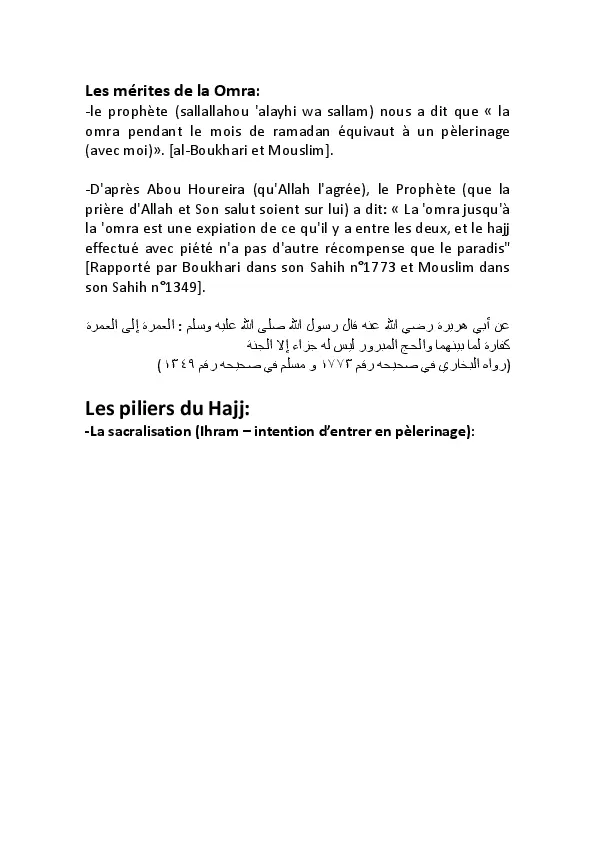 Les mérites de la Omra:
-le prophète (sallallahou 'alayhi wa sallam) nous a dit que « la
omra pendant le mois de ramadan équivaut à un pèlerinage
(avec moi)». [al-Boukhari et Mouslim].
-D'après Abou Houreira (qu'Allah l'agrée), le Prophète (que la
prière d'Allah et Son salut soient sur lui) a dit: « La 'omra jusqu'à
la 'omra est une expiation de ce qu'il y a entre les deux, et le hajj
effectué avec piété n'a pas d'autre récompense que le paradis"
[Rapporté par Boukhari dans son Sahih n°1773 et Mouslim dans
son Sahih n°1349].
عن أبي هريرة رضي الله عنه قال رسول الله صلى الله عليه وسلم : العمرة إلى العمرة
كفارة لما بينهما والحج المبرور ليس له جزاء إلا الجنة
(رواه البخاري في صحيحه رقم ١٧٧٣ و مسلم في صحيحه رقم ١٣٤٩ )
Les piliers du Hajj:
-La sacralisation (Ihram – intention d’entrer en pèlerinage):